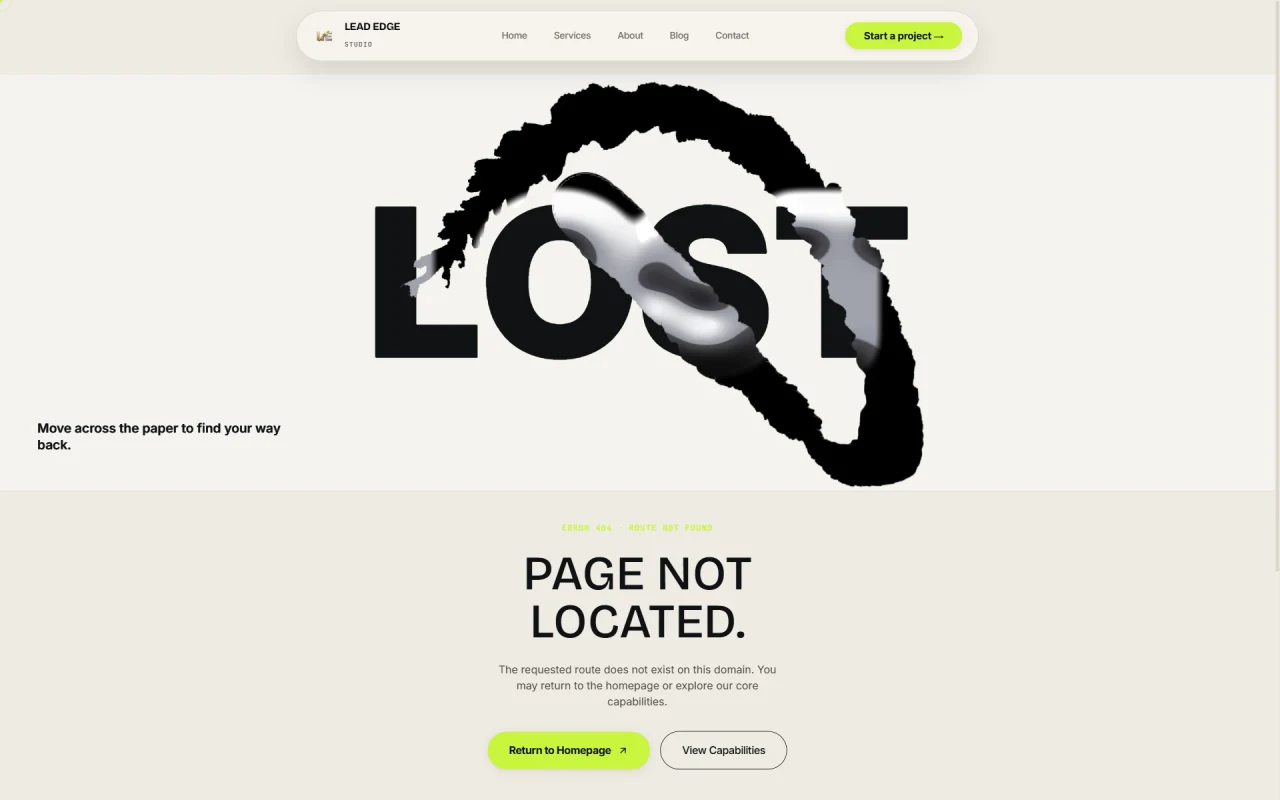 LEAD EDGE
STUDIO
Home Services About Blog Contact
Start a project →
LOST
Move across the paper to find your way
back.
ERROR 404 · ROUTE NOT FOUND
PAGE NOT
LOCATED.
The requested route does not exist on this domain. You
may return to the homepage or explore our core
capabilities.
Return to Homepage ↗
View Capabilities